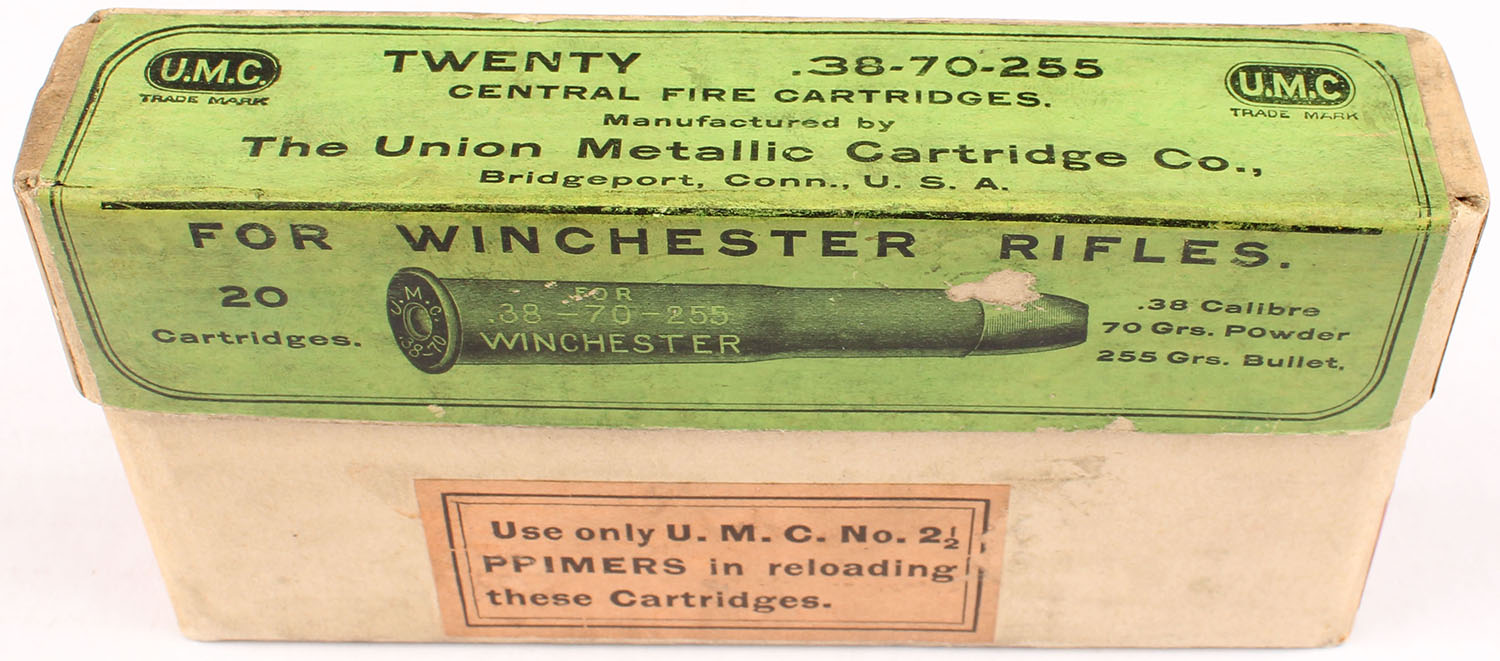 U.M.C.
TRADE MARK
TWENTY .38-70-255
CENTRAL FIRE CARTRIDGES.
Manufactured by
The Union Metallic Cartridge Co.,
Bridgeport, Conn., U. S. A.
U.M.C.
TRADE MARK
FOR WINCHESTER RIFLES.
20
Cartridges.
U.M.C.
38-70
FOR
.38-70-255
WINCHESTER
.38 Calibre
70 Grs. Powder
255 Grs. Bullet.
Use only U. M. C. No. 2½
PPIMERS in reloading
these Cartridges.